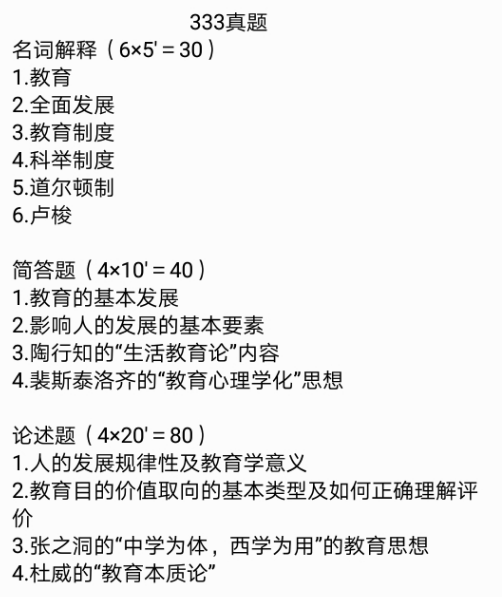 333真题
名词解释（6×5'＝30）
1.教育
2.全面发展
3.教育制度
4.科举制度
5.道尔顿制
6.卢梭
简答题（4×10'＝40）
1.教育的基本发展
2.影响人的发展的基本要素
3.陶行知的“生活教育论”内容
4.裴斯泰洛齐的“教育心理学化”思想
论述题（4×20'＝80）
1.人的发展规律性及教育学意义
2.教育目的价值取向的基本类型及如何正确理解评
价
3.张之洞的“中学为体，西学为用”的教育思想
4.杜威的“教育本质论”